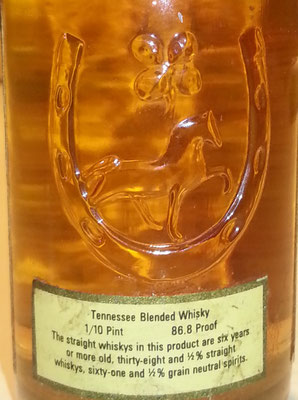 Tennessee Blended Whisky
1/10 Pint 86.8 Proof
The straight whiskys in this product are six years
or more old, thirty-eight and ½% straight
whiskys, sixty-one and ½% grain neutral spirits.